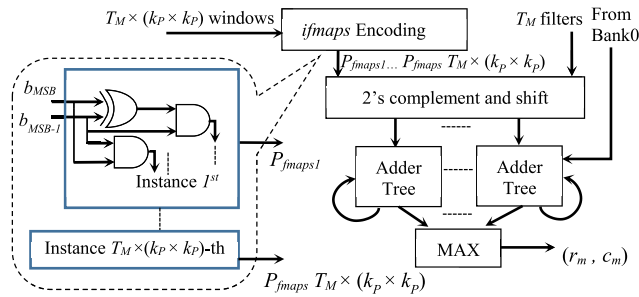 T_M × (k_P × k_P) windows
ifmaps Encoding
T_M filters
From
Bank0
P_fmaps1... P_fmaps T_M × (k_P × k_P)
2's complement and shift
b_MSB
b_MSB-1
Instance 1^st
P_fmaps1
Adder
Tree
Adder
Tree
Instance T_M×(k_P × k_P)-th
MAX
(r_m , c_m)
P_fmaps T_M × (k_P × k_P)